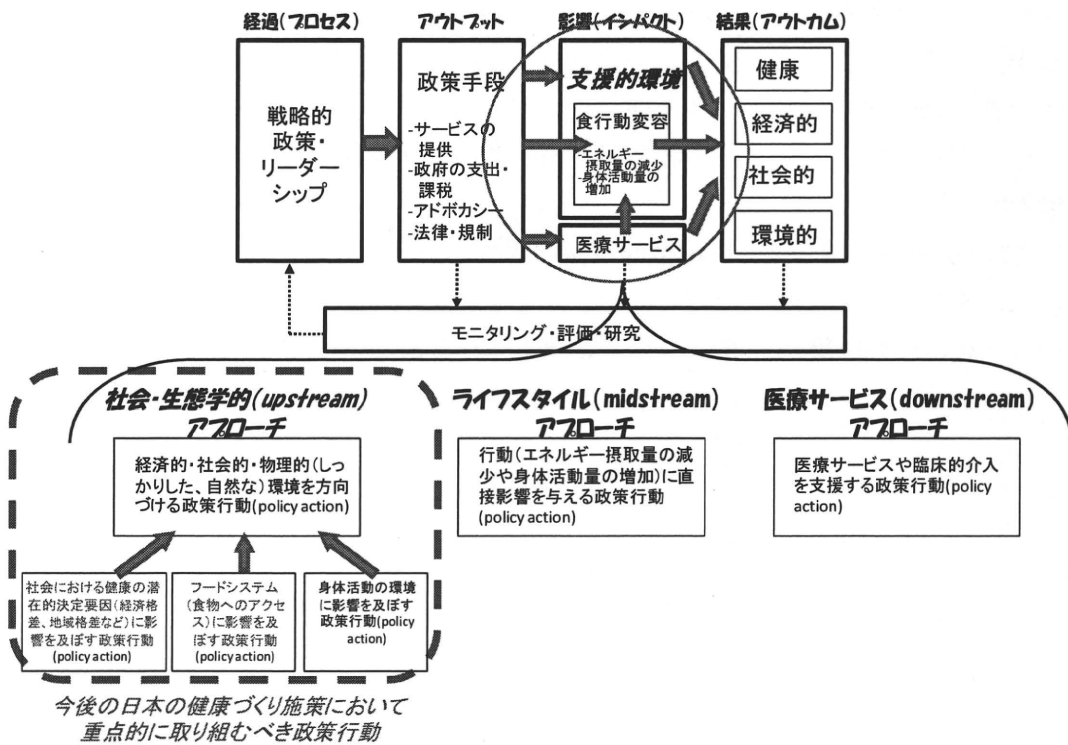 経過(プロセス)
アウトプット
影響(インパクト)
結果(アウトカム)
戦略的
政策・
リーダー
シップ
政策手段
-サービスの
提供
-政府の支出・
課税
-アドボカシー
-法律・規制
支援的環境
食行動変容
-エネルギー
摂取量の減少
-身体活動量の
増加
医療サービス
健康
経済的
社会的
環境的
モニタリング・評価・研究
社会・生態学的(upstream)
アプローチ
経済的・社会的・物理的(しっ
かりした、自然な)環境を方向
づける政策行動(policy action)
社会における健康の潜
在的決定要因(経済格
差、地域格差など)に影
響を及ぼす政策行動
(policy action)
フードシステム
(食物へのアクセ
ス)に影響を及
ぼす政策行動
(policy action)
身体活動の環境
に影響を及ぼす
政策行動(policy
action)
今後の日本の健康づくり施策において
重点的に取り組むべき政策行動
ライフスタイル(midstream)
アプローチ
行動(エネルギー摂取量の減
少や身体活動量の増加)に直
接影響を与える政策行動
(policy action)
医療サービス(downstream)
アプローチ
医療サービスや臨床的介入
を支援する政策行動(policy
action)